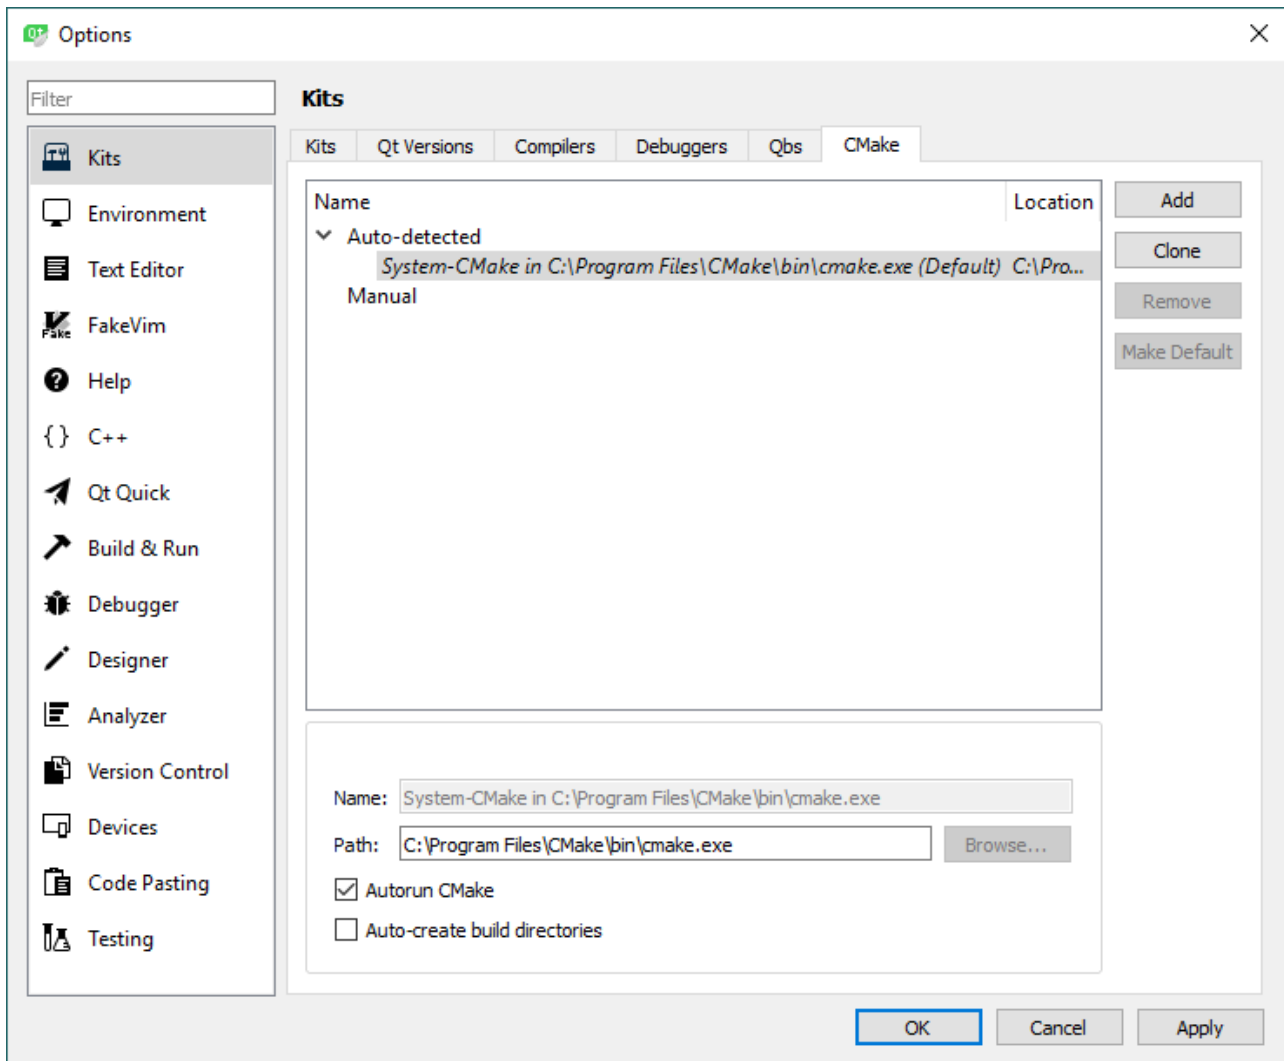 Options
Filter
Kits
Environment
Text Editor
FakeVim
Help
C++
Qt Quick
Build & Run
Debugger
Designer
Analyzer
Version Control
Devices
Code Pasting
Testing
Kits
Kits Qt Versions Compilers Debuggers Qbs CMake
Name Location
Auto-detected
System-CMake in C:\Program Files\CMake\bin\cmake.exe (Default) C:\Pro...
Manual
Add
Clone
Remove
Make Default
Name: System-CMake in C:\Program Files\CMake\bin\cmake.exe
Path: C:\Program Files\CMake\bin\cmake.exe Browse...
Autorun CMake
Auto-create build directories
OK Cancel Apply